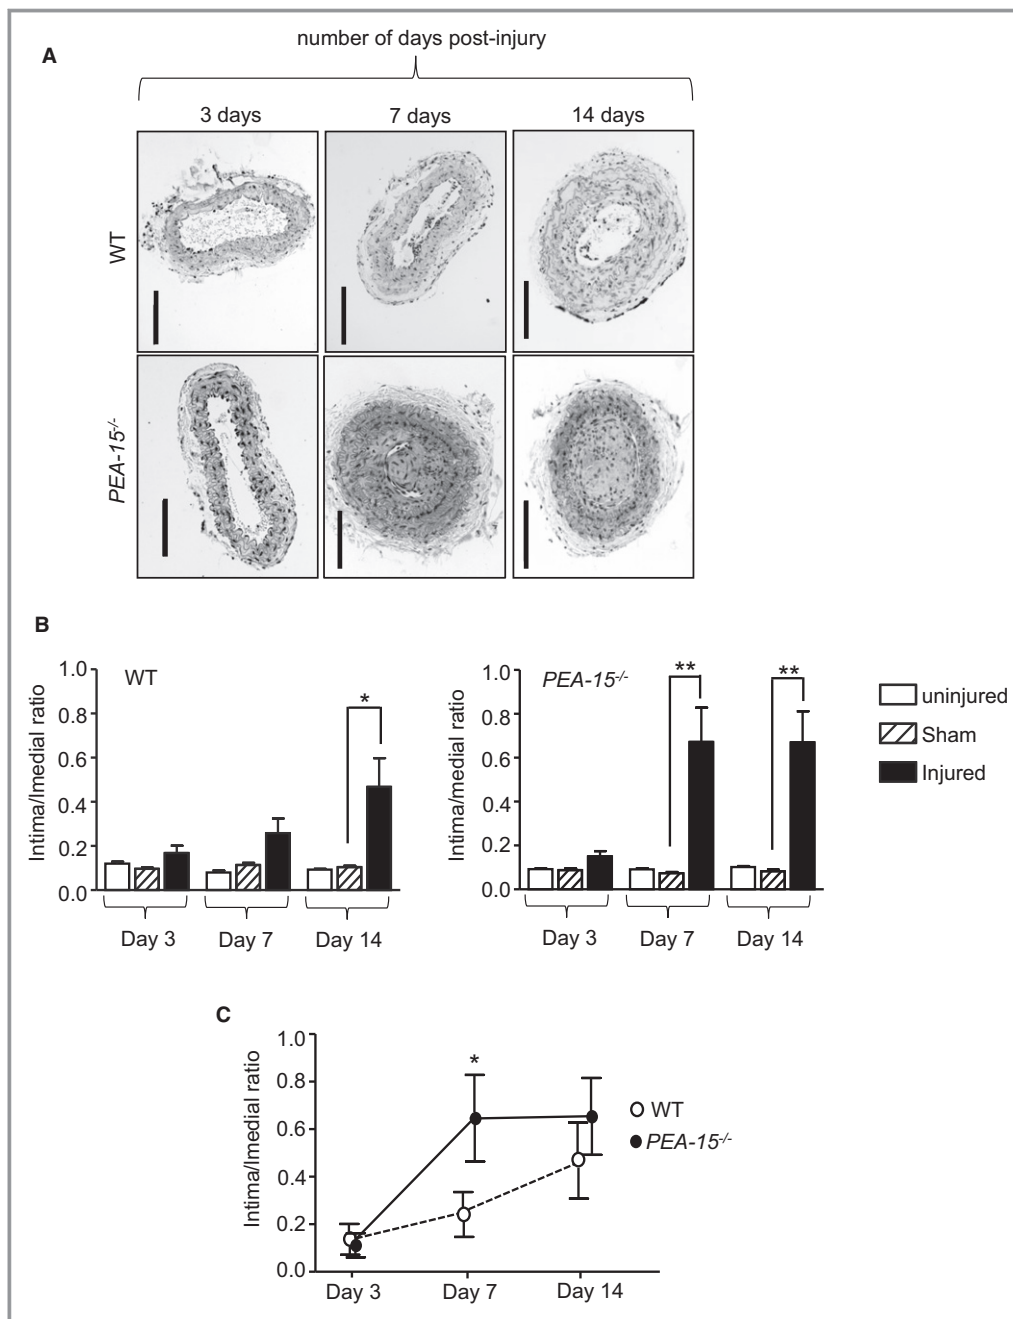 A
number of days post-injury
3 days
7 days
14 days
WT
PEA-15-/-
B
Intima/lmedial ratio
1.0
0.8
0.6
0.4
0.2
0.0
WT
*
Day 3
Day 7
Day 14
Intima/medial ratio
1.0
0.8
0.6
0.4
0.2
0.0
PEA-15-/-
**
**
Day 3
Day 7
Day 14
uninjured
Sham
Injured
C
Intima/lmedial ratio
1.0
0.8
0.6
0.4
0.2
0.0
*
Day 3
Day 7
Day 14
WT
PEA-15-/-